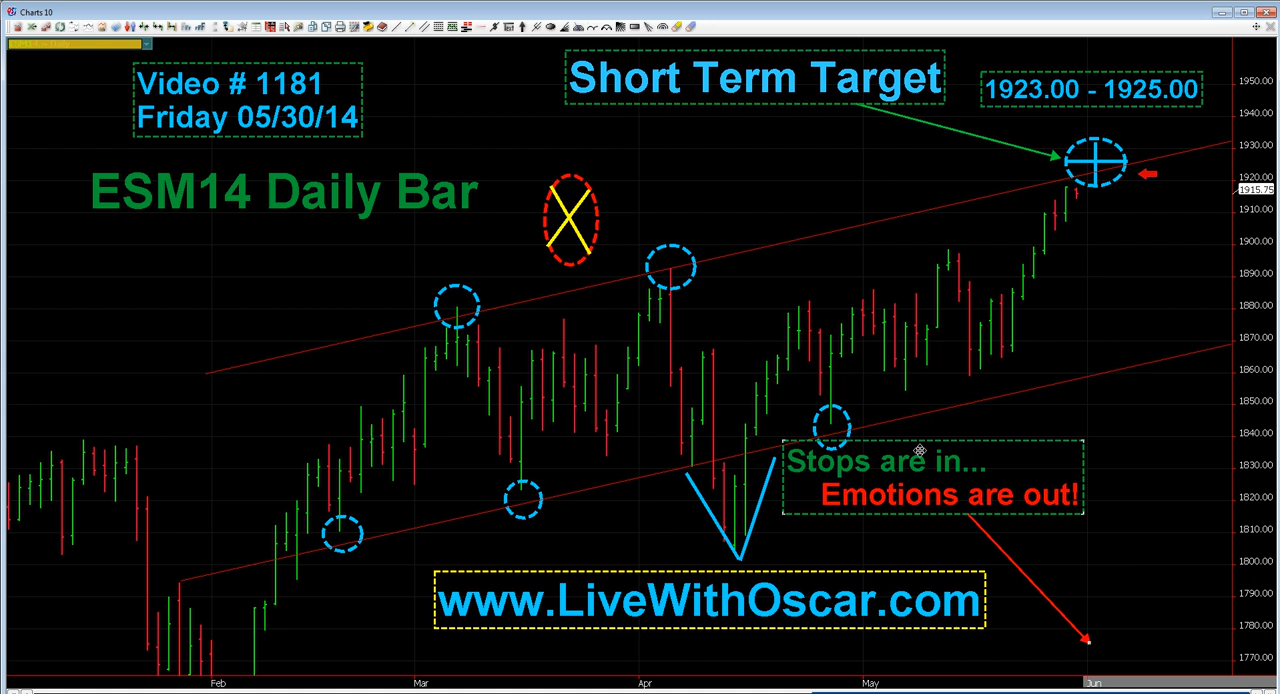 Charts 10
Video # 1181
Friday 05/30/14
Short Term Target
1923.00 - 1925.00
ESM14 Daily Bar
Stops are in...
Emotions are out!
www.LiveWithOscar.com
1950.00
1940.00
1930.00
1920.00
1915.75
1910.00
1900.00
1890.00
1880.00
1870.00
1860.00
1850.00
1840.00
1830.00
1820.00
1810.00
1800.00
1790.00
1780.00
1770.00
Feb
Mar
Apr
May
Jun